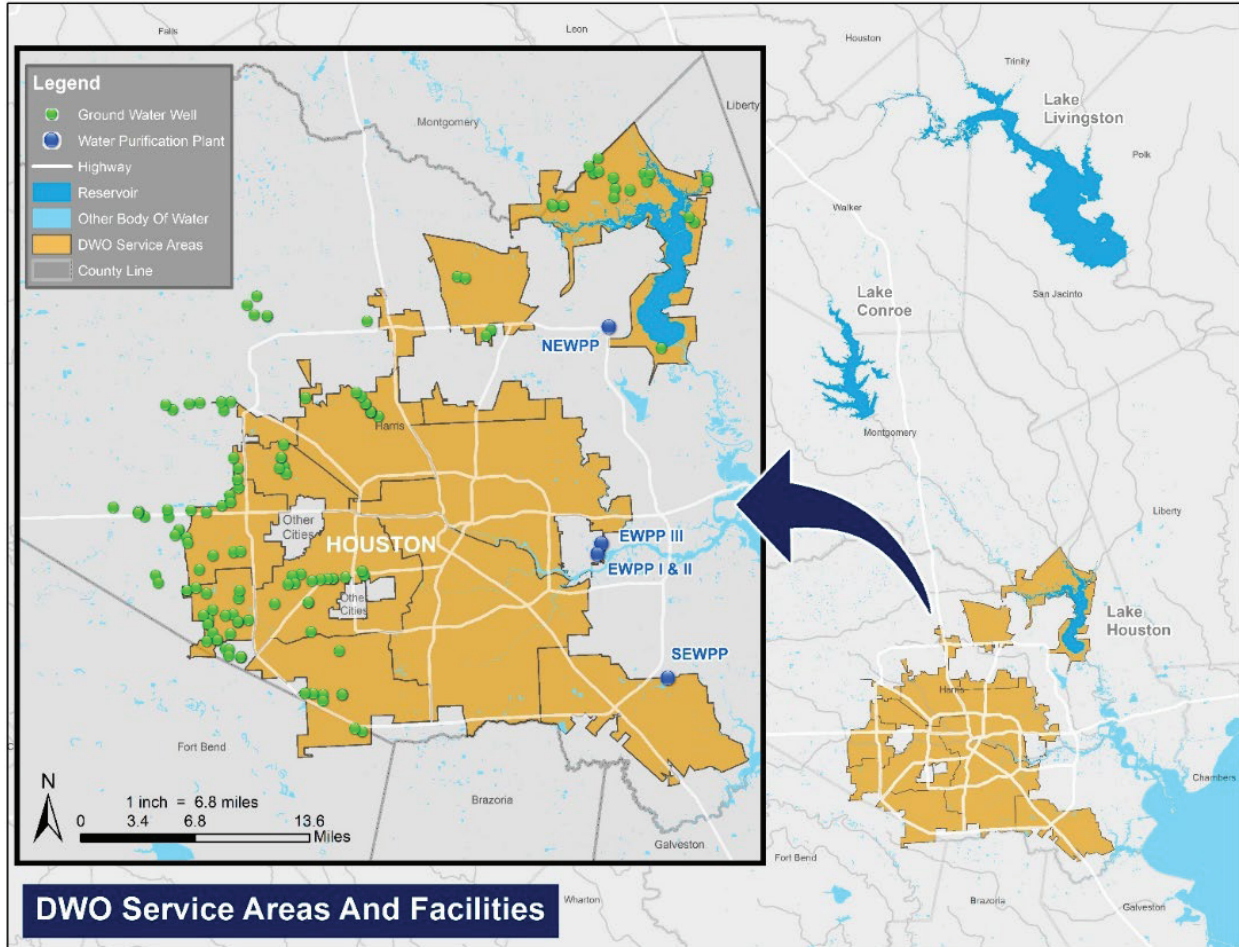 Falls
Leon
Houston
Trinity
Lake
Livingston
Polk
Walker
San Jacinto
Lake
Conroe
Montgomery
Liberty
Lake
Houston
Harris
Chambers
Fort Bend
Brazoria
Galveston
Wharton
Legend
Ground Water Well
Water Purification Plant
Highway
Reservoir
Other Body Of Water
DWO Service Areas
County Line
Montgomery
Liberty
NEWPP
Harris
Other
Cities
HOUSTON
EWPP III
EWPP I & II
Other
Cities
SEWPP
Fort Bend
Brazoria
Galveston
N
1 inch = 6.8 miles
0 3.4 6.8 13.6
Miles
DWO Service Areas And Facilities